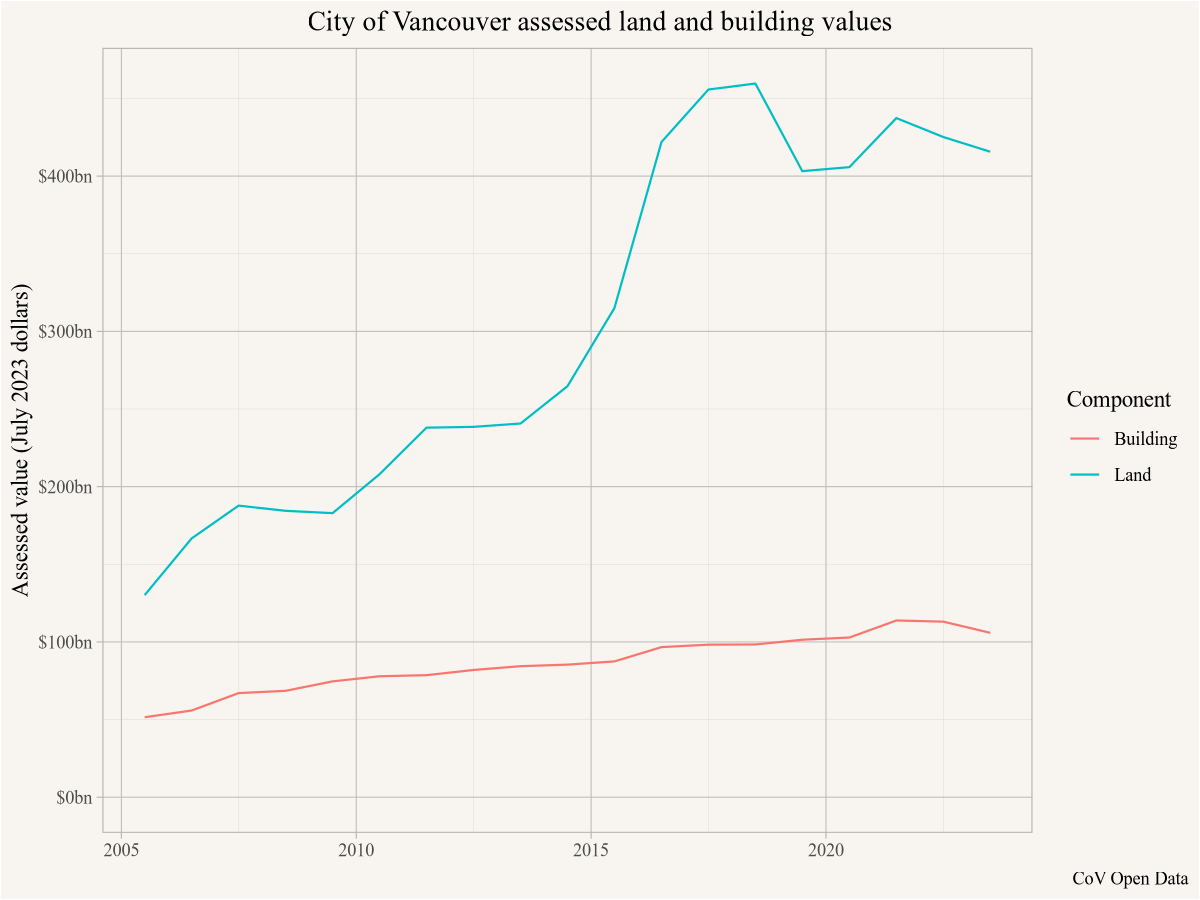 City of Vancouver assessed land and building values
Assessed value (July 2023 dollars)
$400bn
$300bn
$200bn
$100bn
$0bn
2005
2010
2015
2020
Component
Building
Land
CoV Open Data